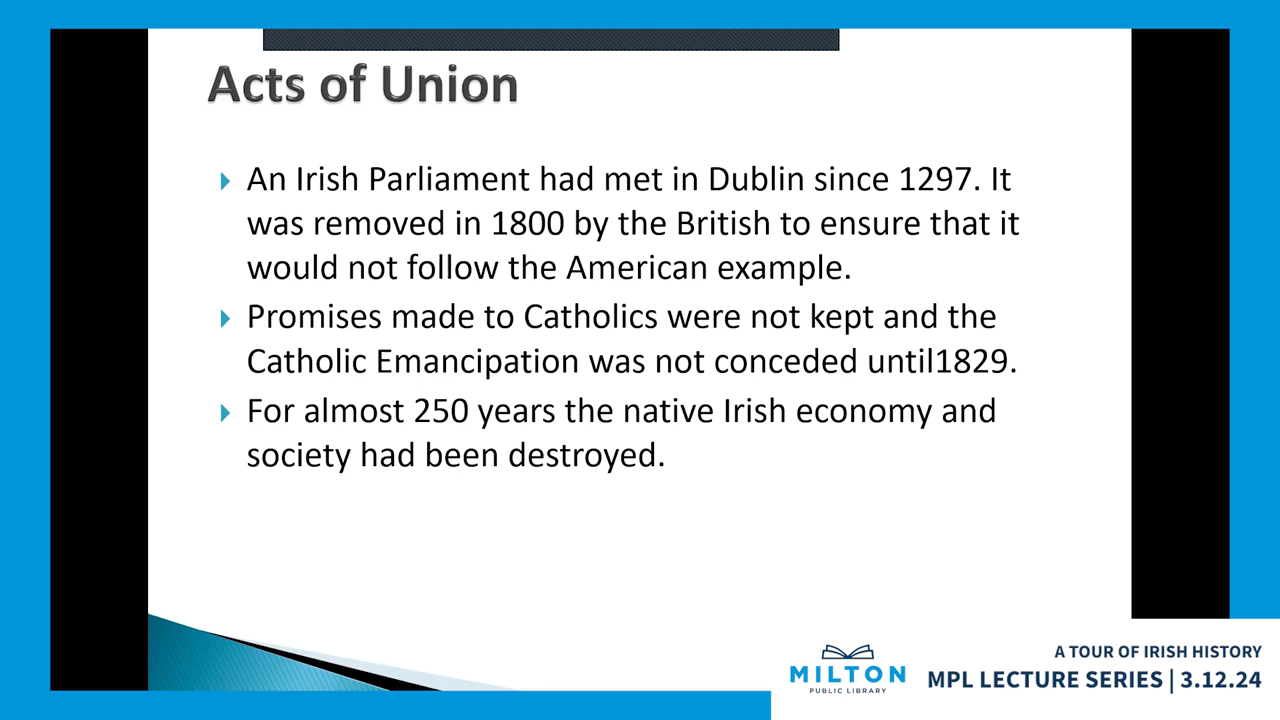 Acts of Union
An Irish Parliament had met in Dublin since 1297. It
was removed in 1800 by the British to ensure that it
would not follow the American example.
Promises made to Catholics were not kept and the
Catholic Emancipation was not conceded until1829.
For almost 250 years the native Irish economy and
society had been destroyed.
MILTON
PUBLIC LIBRARY
A TOUR OF IRISH HISTORY
MPL LECTURE SERIES | 3.12.24